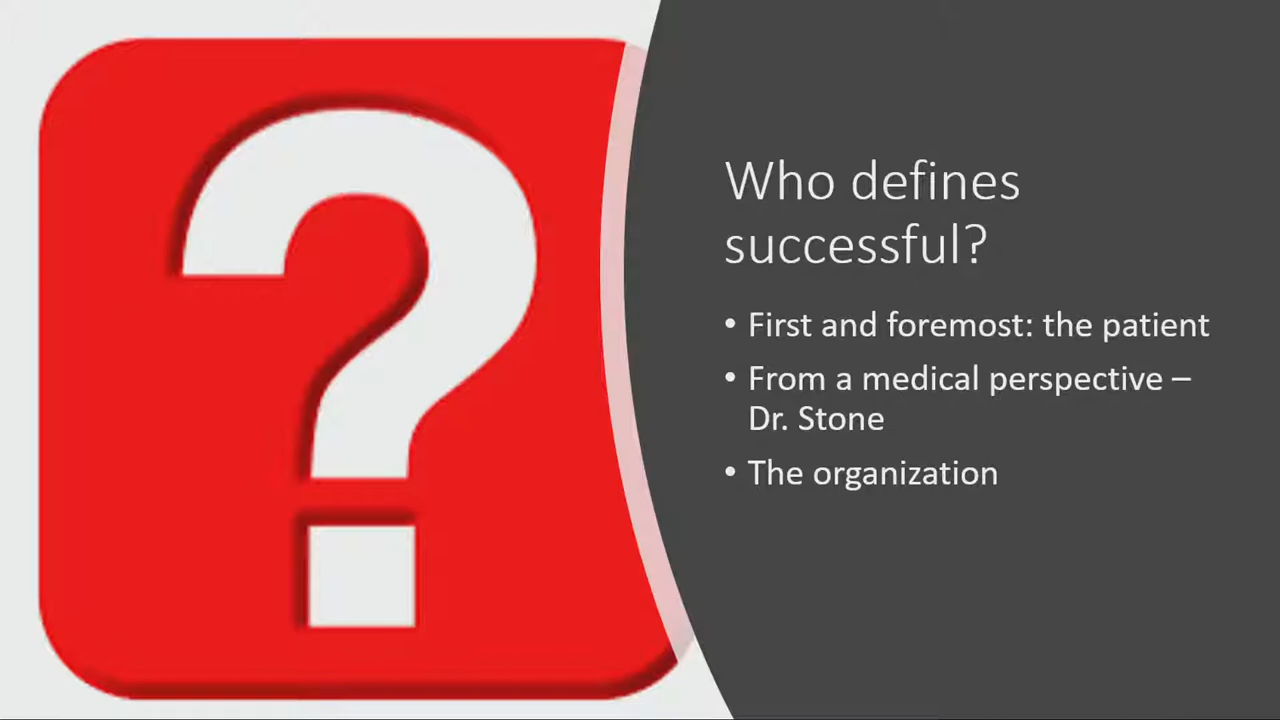 Who defines
successful?
• First and foremost: the patient
• From a medical perspective –
Dr. Stone
• The organization